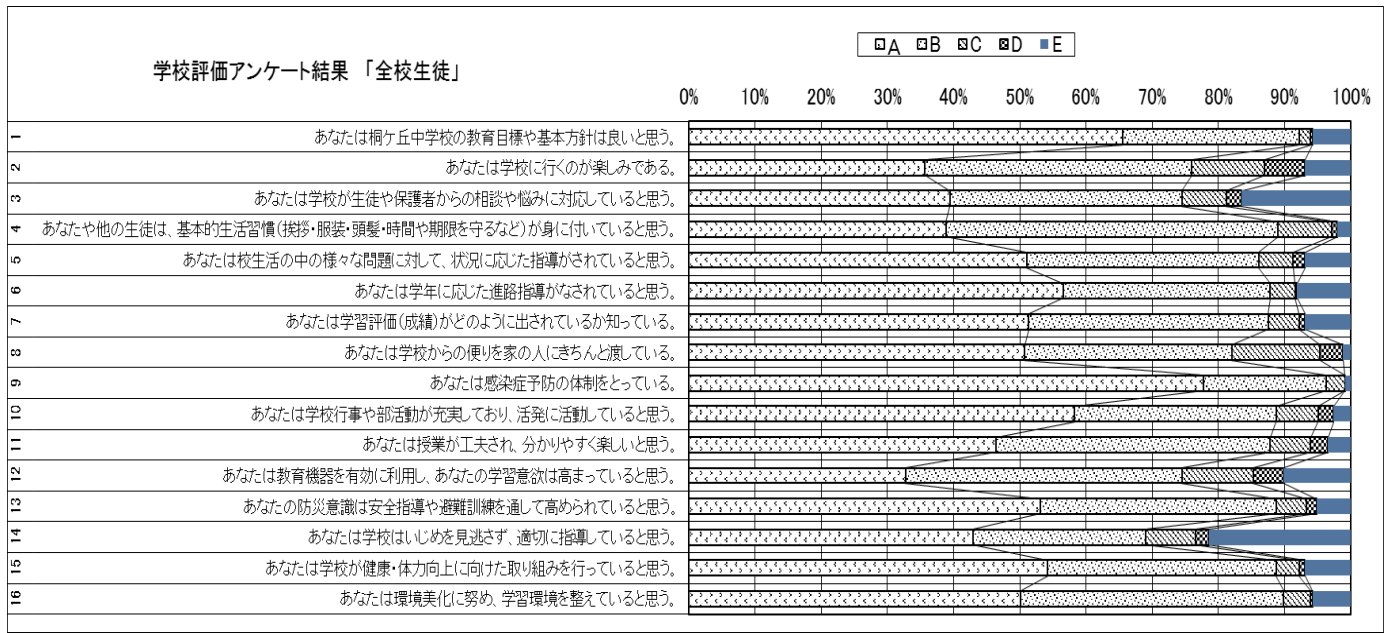 A B C D E
学校評価アンケート結果 「全校生徒」
0% 10% 20% 30% 40% 50% 60% 70% 80% 90% 100%
1 あなたは桐ケ丘中学校の教育目標や基本方針は良いと思う。
2 あなたは学校に行くのが楽しみである。
3 あなたは学校が生徒や保護者からの相談や悩みに対応していると思う。
4 あなたや他の生徒は、基本的生活習慣(挨拶・服装・頭髪・時間や期限を守るなど)が身に付いていると思う。
5 あなたは校生活の中の様々な問題に対して、状況に応じた指導がされていると思う。
6 あなたは学年に応じた進路指導がなされていると思う。
7 あなたは学習評価(成績)がどのように出されているか知っている。
8 あなたは学校からの便りを家の人にきちんと渡している。
9 あなたは感染症予防の体制をとっている。
10 あなたは学校行事や部活動が充実しており、活発に活動していると思う。
11 あなたは授業が工夫され、分かりやすく楽しいと思う。
12 あなたは教育機器を有効に利用し、あなたの学習意欲は高まっていると思う。
13 あなたの防災意識は安全指導や避難訓練を通して高められていると思う。
14 あなたは学校はいじめを見逃さず、適切に指導していると思う。
15 あなたは学校が健康・体力向上に向けた取り組みを行っていると思う。
16 あなたは環境美化に努め、学習環境を整えていると思う。